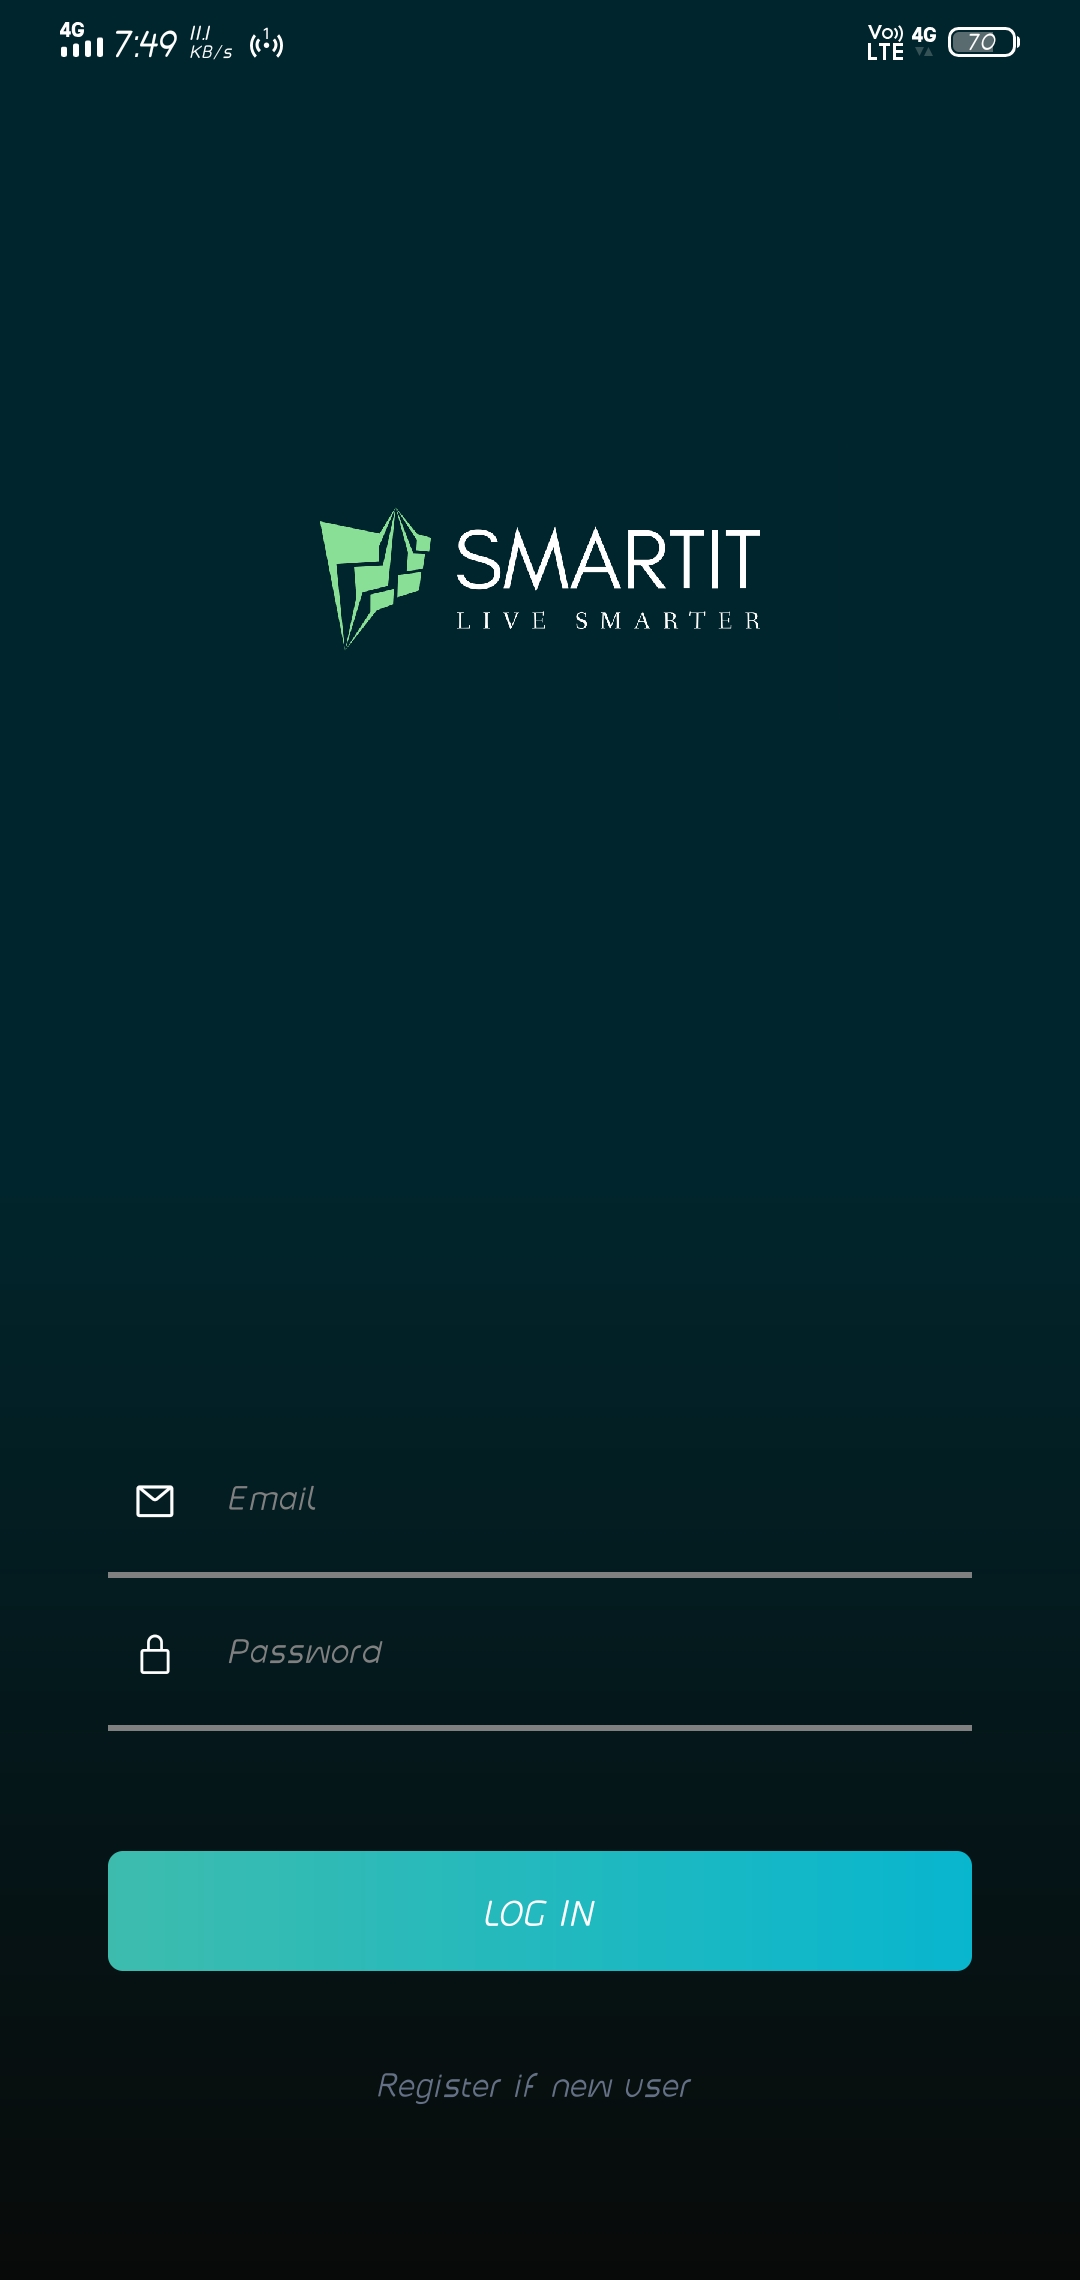 4G 7:49 11.1 KB/s 1 Vo)) LTE 4G 70
SMARTIT
LIVE SMARTER
Email
Password
LOG IN
Register if new user